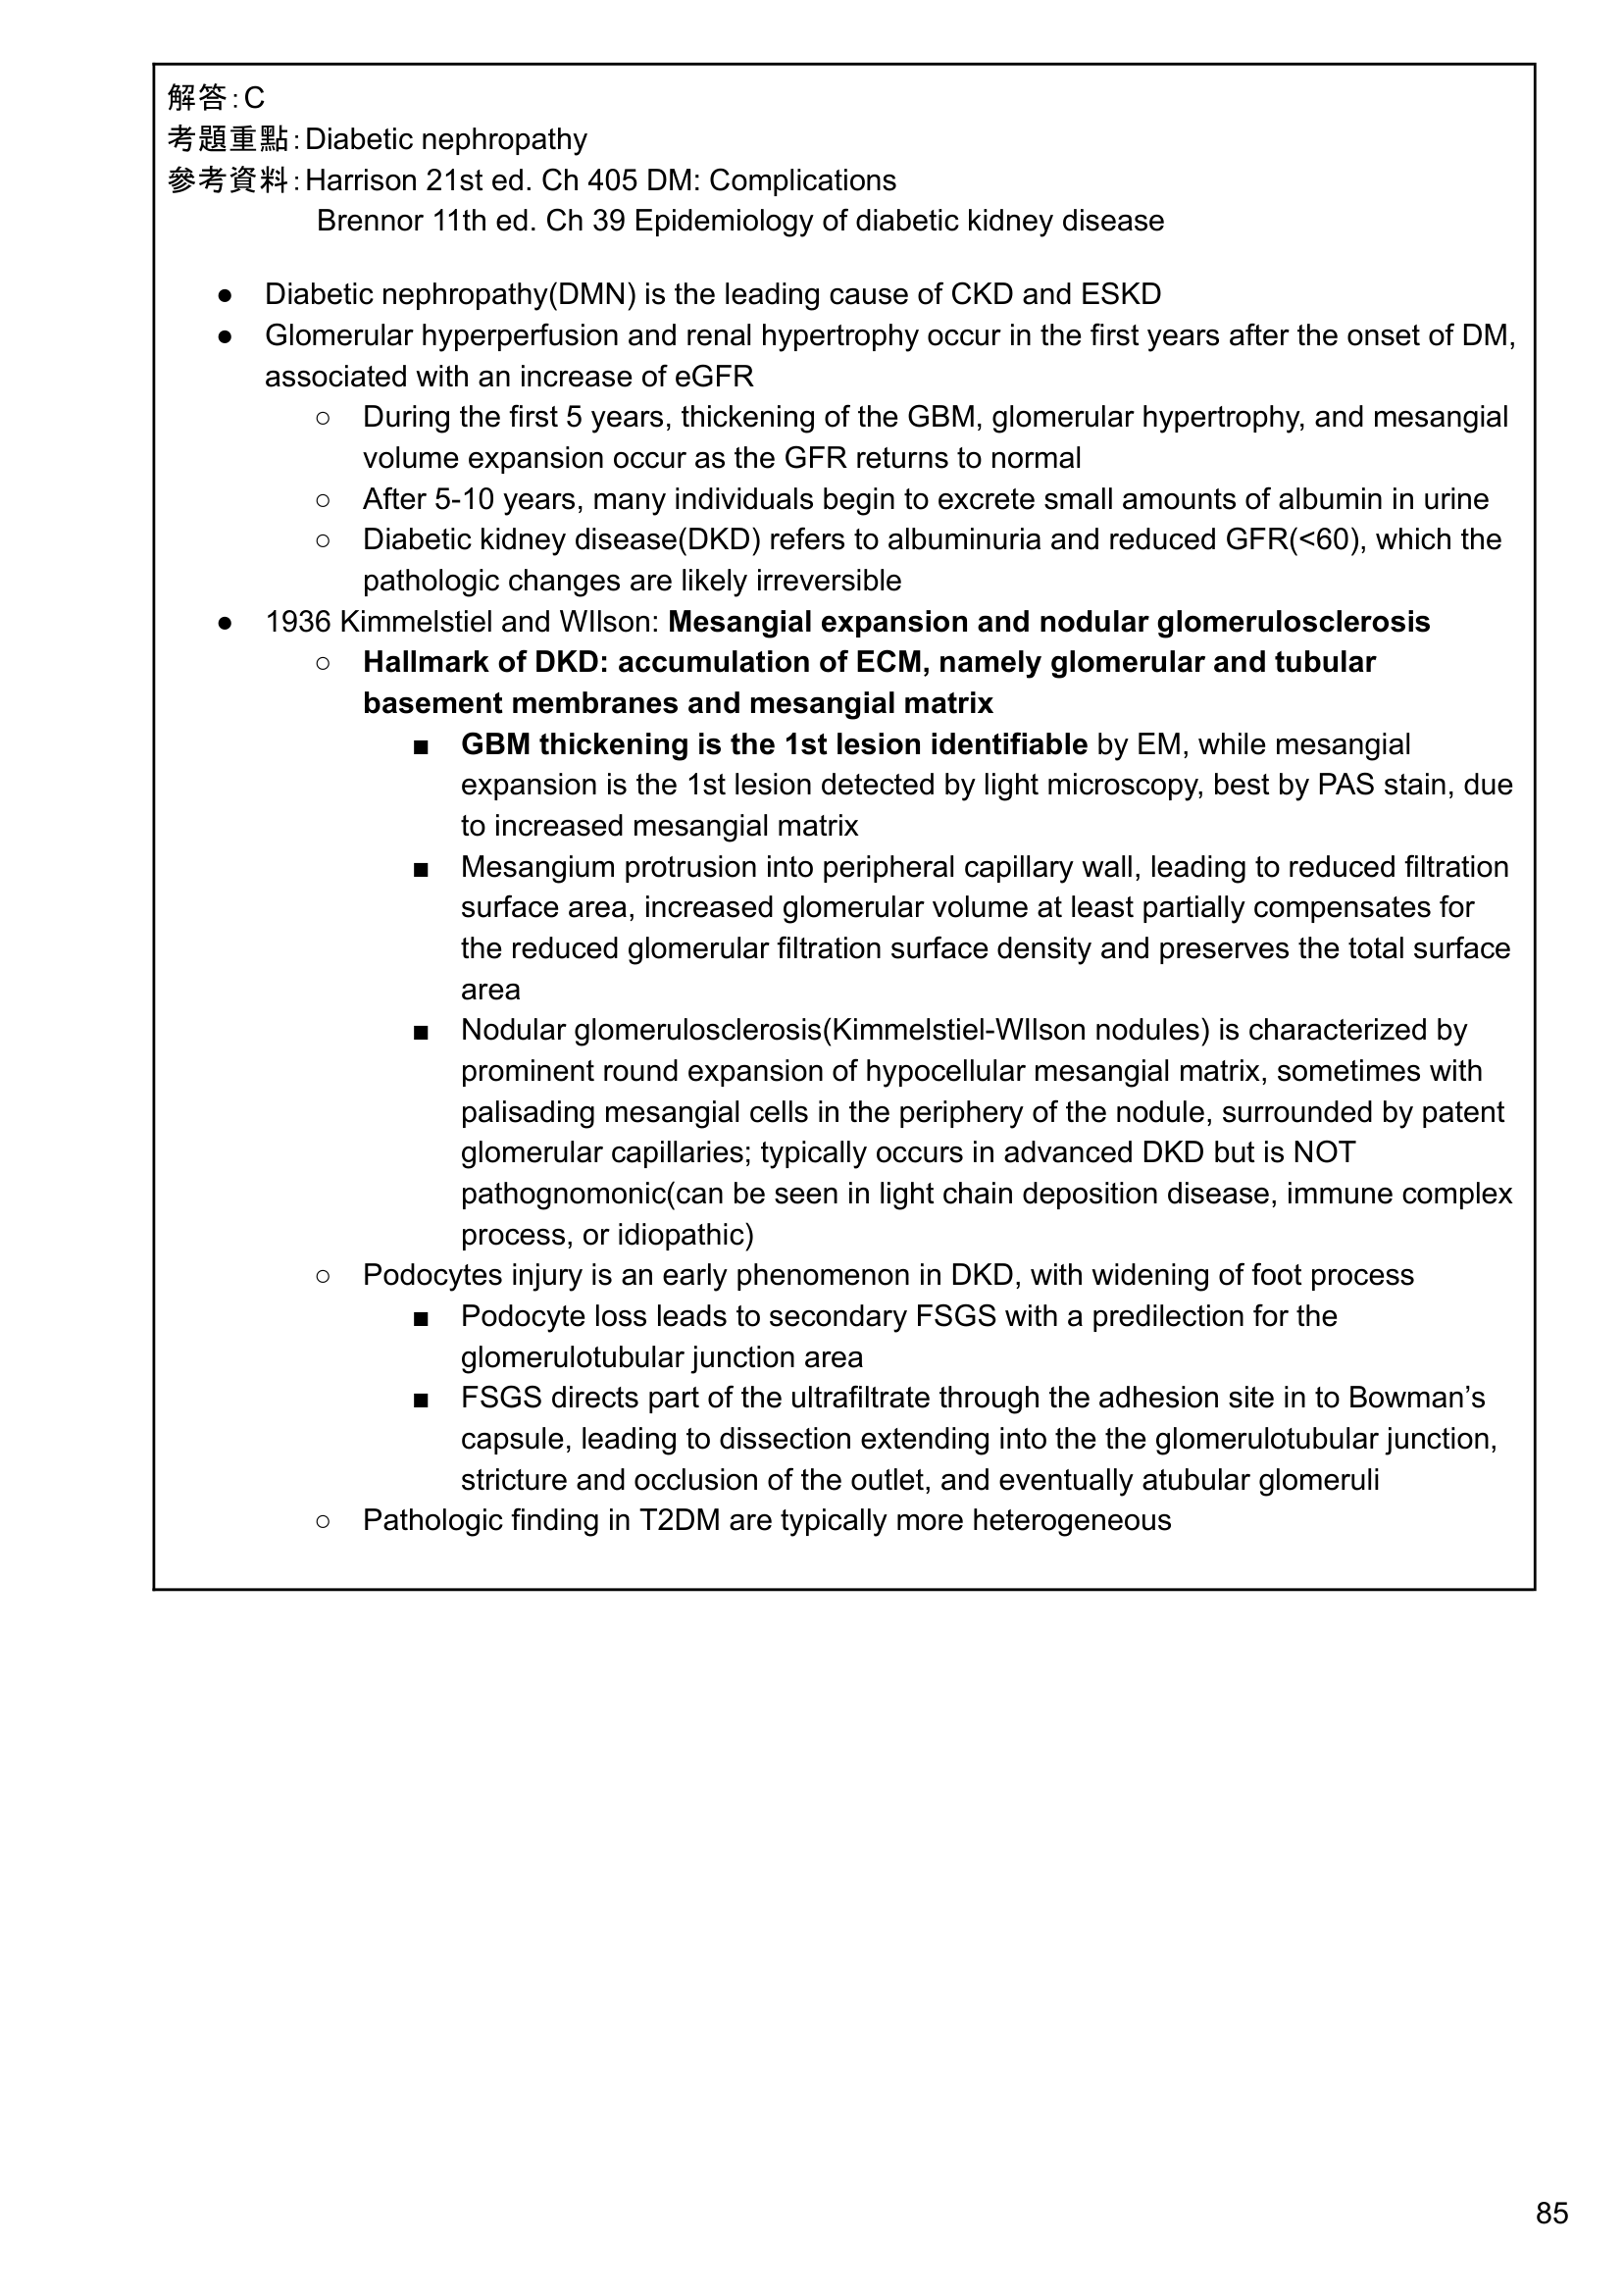 解答：C
考題重點：Diabetic nephropathy
參考資料：Harrison 21st ed. Ch 405 DM: Complications
Brennor 11th ed. Ch 39 Epidemiology of diabetic kidney disease
● Diabetic nephropathy(DMN) is the leading cause of CKD and ESKD
● Glomerular hyperperfusion and renal hypertrophy occur in the first years after the onset of DM,
associated with an increase of eGFR
○ During the first 5 years, thickening of the GBM, glomerular hypertrophy, and mesangial
volume expansion occur as the GFR returns to normal
○ After 5-10 years, many individuals begin to excrete small amounts of albumin in urine
○ Diabetic kidney disease(DKD) refers to albuminuria and reduced GFR(<60), which the
pathologic changes are likely irreversible
● 1936 Kimmelstiel and WIlson: Mesangial expansion and nodular glomerulosclerosis
○ Hallmark of DKD: accumulation of ECM, namely glomerular and tubular
basement membranes and mesangial matrix
■ GBM thickening is the 1st lesion identifiable by EM, while mesangial
expansion is the 1st lesion detected by light microscopy, best by PAS stain, due
to increased mesangial matrix
■ Mesangium protrusion into peripheral capillary wall, leading to reduced filtration
surface area, increased glomerular volume at least partially compensates for
the reduced glomerular filtration surface density and preserves the total surface
area
■ Nodular glomerulosclerosis(Kimmelstiel-WIlson nodules) is characterized by
prominent round expansion of hypocellular mesangial matrix, sometimes with
palisading mesangial cells in the periphery of the nodule, surrounded by patent
glomerular capillaries; typically occurs in advanced DKD but is NOT
pathognomonic(can be seen in light chain deposition disease, immune complex
process, or idiopathic)
○ Podocytes injury is an early phenomenon in DKD, with widening of foot process
■ Podocyte loss leads to secondary FSGS with a predilection for the
glomerulotubular junction area
■ FSGS directs part of the ultrafiltrate through the adhesion site in to Bowman’s
capsule, leading to dissection extending into the the glomerulotubular junction,
stricture and occlusion of the outlet, and eventually atubular glomeruli
○ Pathologic finding in T2DM are typically more heterogeneous
85